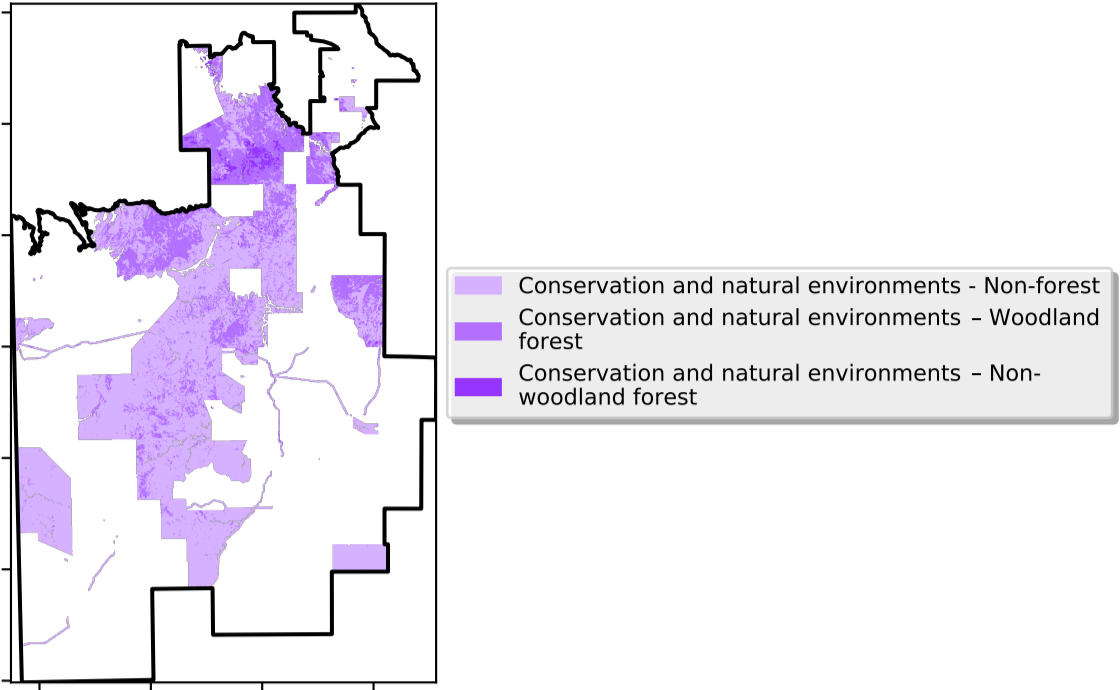 Conservation and natural environments - Non-forest
Conservation and natural environments – Woodland
forest
Conservation and natural environments – Non-
woodland forest